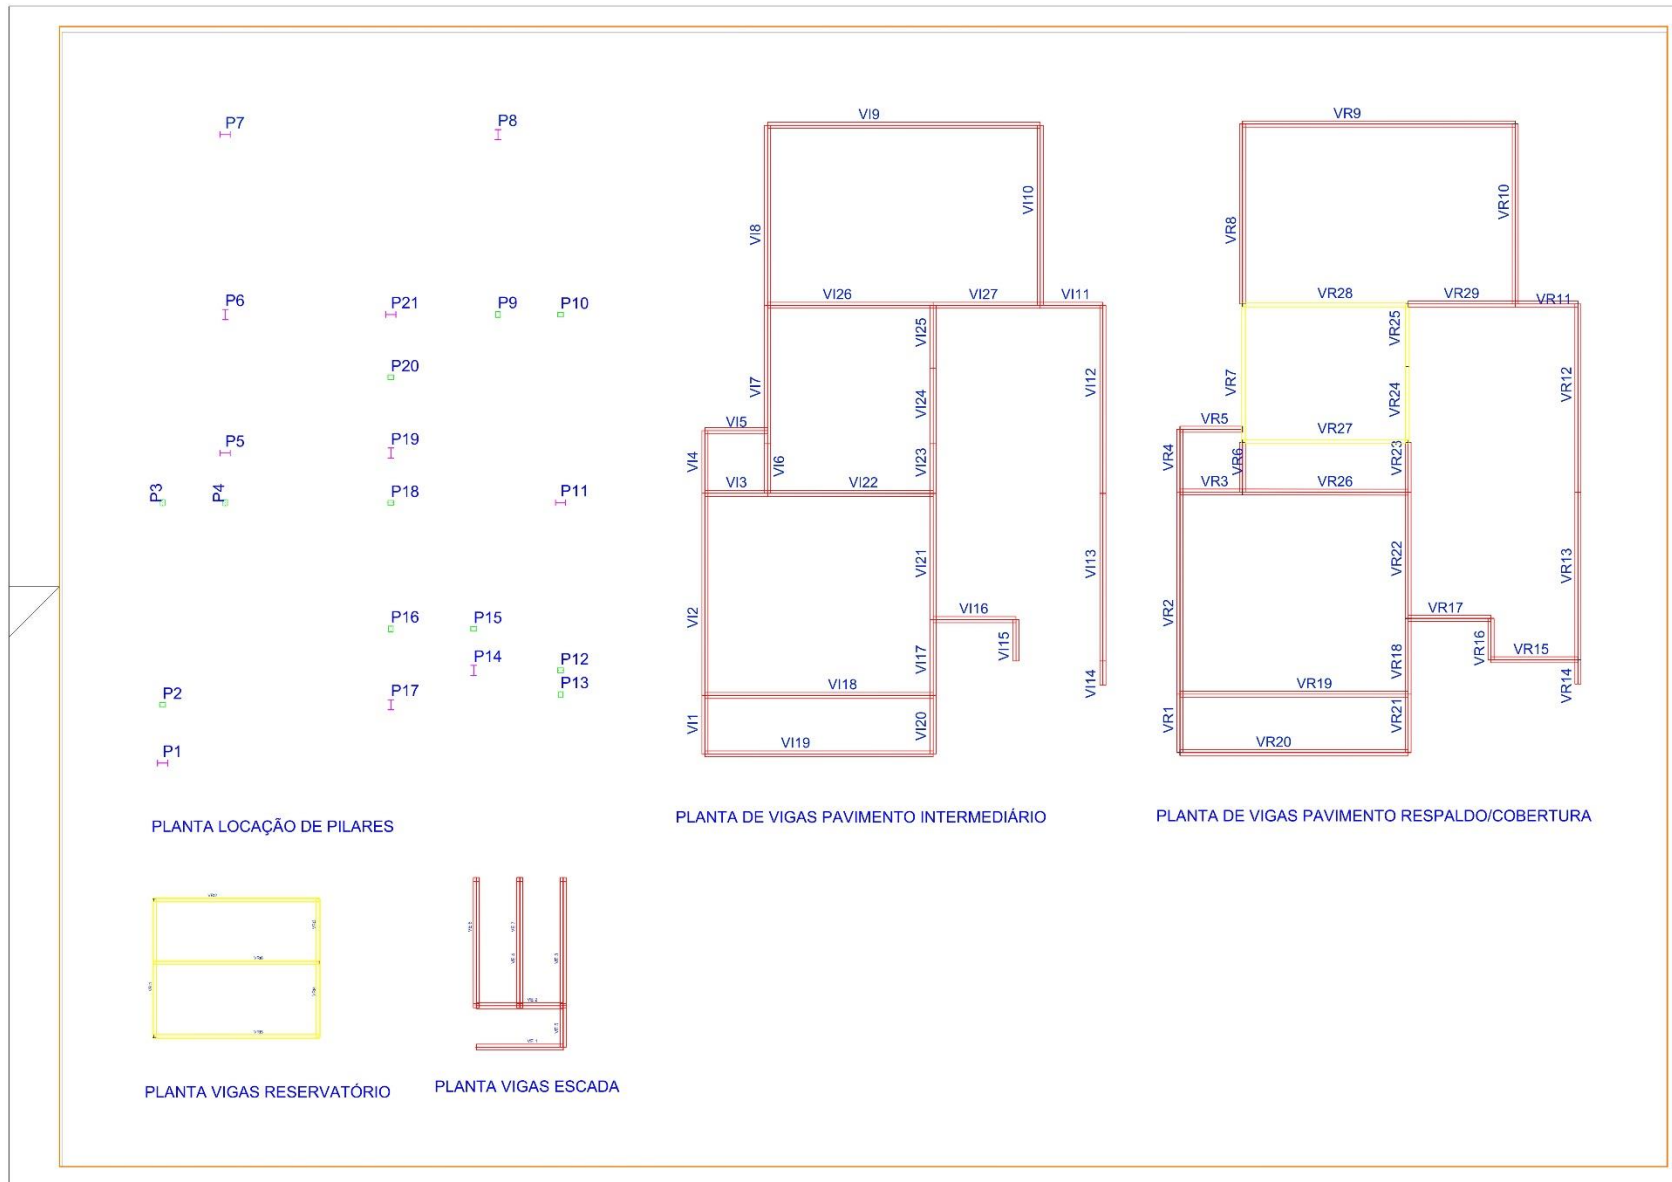 P7
P8
P6
P21
P9
P10
P20
P5
P19
P3
P4
P18
P11
P16
P15
P14
P12
P13
P2
P17
P1
PLANTA LOCAÇÃO DE PILARES
VI9
VI10
VI8
VI26
VI27
VI11
VI25
VI7
VI24
VI12
VI5
VI4
VI6
VI23
VI3
VI22
VI21
VI13
VI2
VI16
VI15
VI17
VI14
VI18
VI1
VI20
VI19
PLANTA DE VIGAS PAVIMENTO INTERMEDIÁRIO
VR9
VR10
VR8
VR28
VR29
VR11
VR25
VR7
VR24
VR12
VR5
VR27
VR4
VR6
VR23
VR3
VR26
VR22
VR13
VR2
VR17
VR16
VR15
VR18
VR14
VR19
VR1
VR21
VR20
PLANTA DE VIGAS PAVIMENTO RESPALDO/COBERTURA
PLANTA VIGAS RESERVATÓRIO
PLANTA VIGAS ESCADA